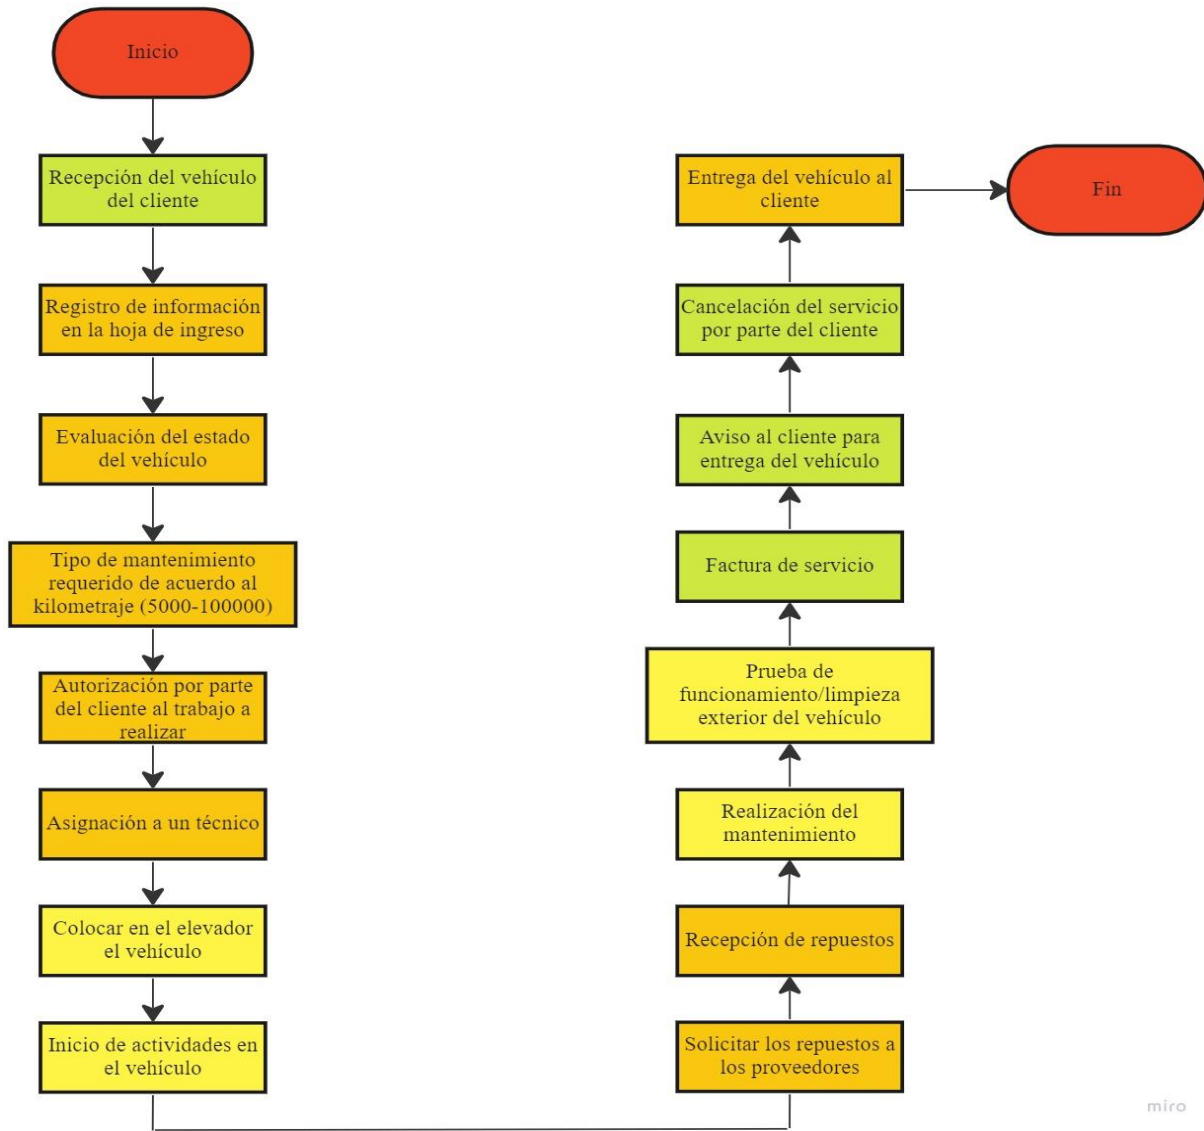 Inicio
Recepción del vehículo
del cliente
Registro de información
en la hoja de ingreso
Evaluación del estado
del vehículo
Tipo de mantenimiento
requerido de acuerdo al
kilometraje (5000-100000)
Autorización por parte
del cliente al trabajo a
realizar
Asignación a un técnico
Colocar en el elevador
el vehículo
Inicio de actividades en
el vehículo
Solicitar los repuestos a
los proveedores
Recepción de repuestos
Realización del
mantenimiento
Prueba de
funcionamiento/limpieza
exterior del vehículo
Factura de servicio
Aviso al cliente para
entrega del vehículo
Cancelación del servicio
por parte del cliente
Entrega del vehículo al
cliente
Fin
miro